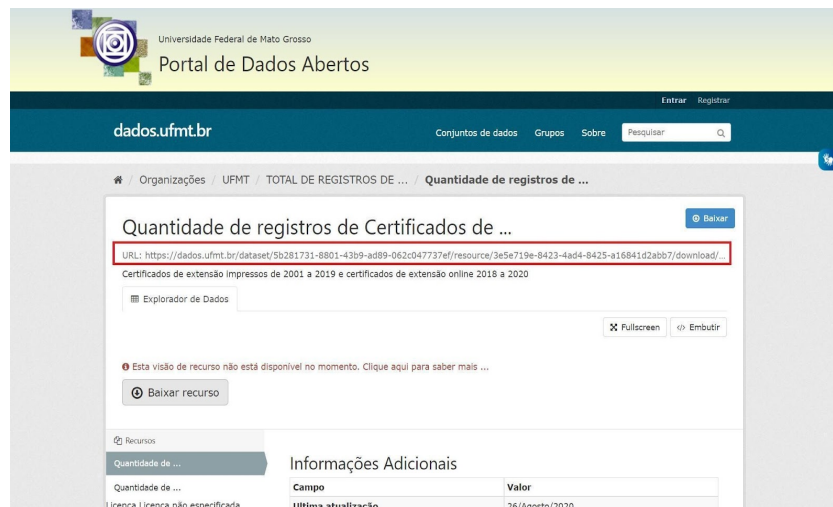 Universidade Federal de Mato Grosso
Portal de Dados Abertos
Entrar Registrar
dados.ufmt.br Conjuntos de dados Grupos Sobre Pesquisar
/ Organizações / UFMT / TOTAL DE REGISTROS DE ... / Quantidade de registros de ...
Quantidade de registros de Certificados de ...
Baixar
URL: https://dados.ufmt.br/dataset/5b281731-8801-43b9-ad89-062c047737ef/resource/3e5e719e-8423-4ad4-8425-a16841d2abb7/download/...
Certificados de extensão impressos de 2001 a 2019 e certificados de extensão online 2018 a 2020
Explorador de Dados
Fullscreen </> Embutir
Esta visão de recurso não está disponível no momento. Clique aqui para saber mais ...
Baixar recurso
Recursos
Quantidade de ...
Informações Adicionais
Quantidade de ...
Campo Valor
Licença Licença não especificada
Ultima atualização 26/Agosto/2020